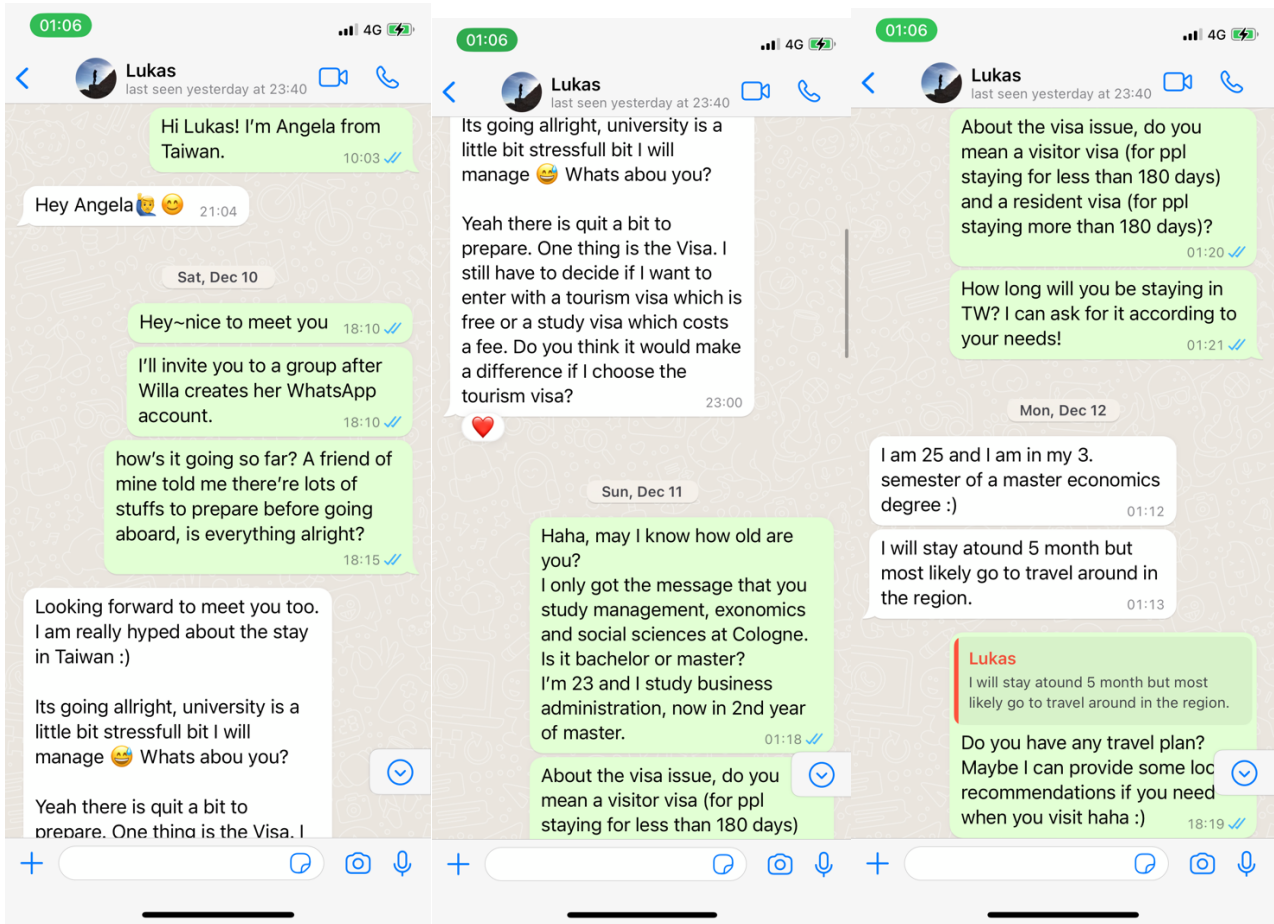 01:06
4G
Lukas
last seen yesterday at 23:40
Hi Lukas! I'm Angela from
Taiwan.
10:03
Hey Angela🙋‍♂️😊
21:04
Sat, Dec 10
Hey~nice to meet you
18:10
I'll invite you to a group after
Willa creates her WhatsApp
account.
18:10
how's it going so far? A friend of
mine told me there're lots of
stuffs to prepare before going
aboard, is everything alright?
18:15
Looking forward to meet you too.
I am really hyped about the stay
in Taiwan :)
Its going allright, university is a
little bit stressfull bit I will
manage 😅 Whats abou you?
Yeah there is quit a bit to
prepare. One thing is the Visa. I
01:06
4G
Lukas
last seen yesterday at 23:40
Its going allright, university is a
little bit stressfull bit I will
manage 😅 Whats abou you?
Yeah there is quit a bit to
prepare. One thing is the Visa. I
still have to decide if I want to
enter with a tourism visa which is
free or a study visa which costs
a fee. Do you think it would make
a difference if I choose the
tourism visa?
23:00
❤️
Sun, Dec 11
Haha, may I know how old are
you?
I only got the message that you
study management, exonomics
and social sciences at Cologne.
Is it bachelor or master?
I'm 23 and I study business
administration, now in 2nd year
of master.
01:18
About the visa issue, do you
mean a visitor visa (for ppl
staying for less than 180 days)
01:06
4G
Lukas
last seen yesterday at 23:40
About the visa issue, do you
mean a visitor visa (for ppl
staying for less than 180 days)
and a resident visa (for ppl
staying more than 180 days)?
01:20
How long will you be staying in
TW? I can ask for it according to
your needs!
01:21
Mon, Dec 12
I am 25 and I am in my 3.
semester of a master economics
degree :)
01:12
I will stay atound 5 month but
most likely go to travel around in
the region.
01:13
Lukas
I will stay atound 5 month but most
likely go to travel around in the region.
Do you have any travel plan?
Maybe I can provide some loc
recommendations if you need
when you visit haha :)
18:19